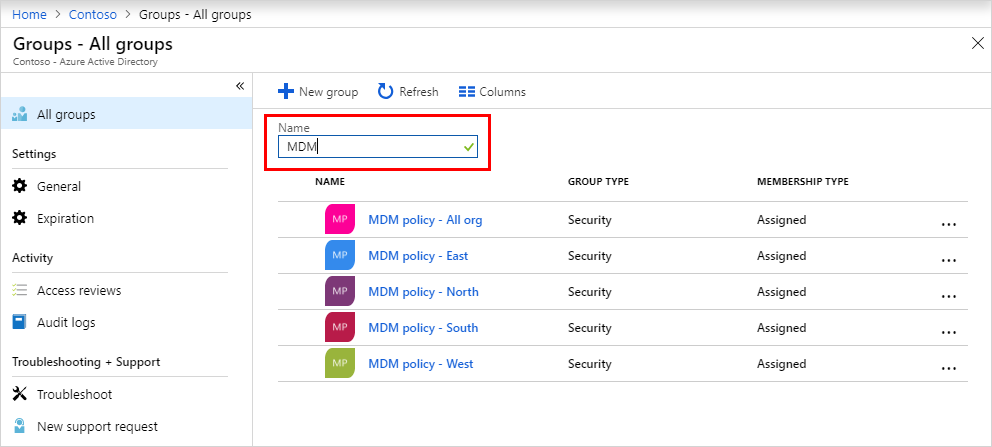 Home > Contoso > Groups - All groups
Groups - All groups
Contoso - Azure Active Directory
All groups
Settings
General
Expiration
Activity
Access reviews
Audit logs
Troubleshooting + Support
Troubleshoot
New support request
New group Refresh Columns
Name
MDM
NAME GROUP TYPE MEMBERSHIP TYPE
MP MDM policy - All org Security Assigned ...
MP MDM policy - East Security Assigned ...
MP MDM policy - North Security Assigned ...
MP MDM policy - South Security Assigned ...
MP MDM policy - West Security Assigned ...